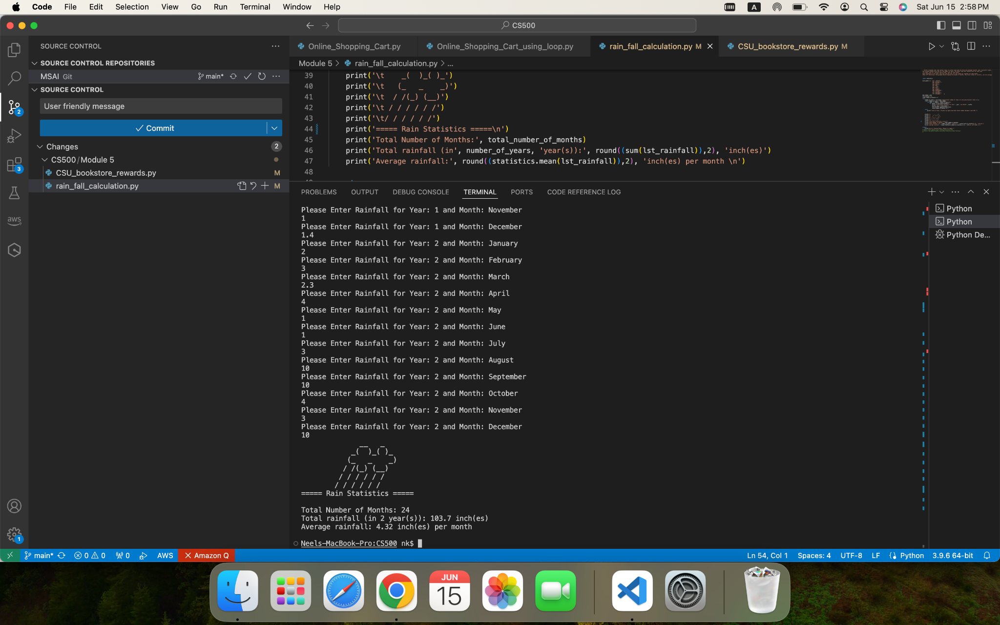 Code File Edit Selection View Go Run Terminal Window Help A Sat Jun 15 2:58 PM
CS500
SOURCE CONTROL
Online_Shopping_Cart.py Online_Shopping_Cart_using_loop.py rain_fall_calculation.py M CSU_bookstore_rewards.py M
SOURCE CONTROL REPOSITORIES
MSAI Git main*
SOURCE CONTROL
User friendly message
Commit
Changes 2
CS500/Module 5
CSU_bookstore_rewards.py M
rain_fall_calculation.py M
2
3
aws
1
Module 5 > rain_fall_calculation.py > ...
39 print('\t    _(  )_( )_')
40 print('\t   (_   _    _)')
41 print('\t  / /(_) (__)')
42 print('\t / / / / / /')
43 print('\t/ / / / / /')
44 print('===== Rain Statistics =====\n')
45 print('Total Number of Months:', total_number_of_months)
46 print('Total rainfall (in', number_of_years, 'year(s)):', round((sum(lst_rainfall)),2), 'inch(es)')
47 print('Average rainfall:', round((statistics.mean(lst_rainfall)),2), 'inch(es) per month \n')
48
PROBLEMS OUTPUT DEBUG CONSOLE TERMINAL PORTS CODE REFERENCE LOG
Python
Python
Python De...
Please Enter Rainfall for Year: 1 and Month: November
1
Please Enter Rainfall for Year: 1 and Month: December
1.4
Please Enter Rainfall for Year: 2 and Month: January
2
Please Enter Rainfall for Year: 2 and Month: February
3
Please Enter Rainfall for Year: 2 and Month: March
2.3
Please Enter Rainfall for Year: 2 and Month: April
4
Please Enter Rainfall for Year: 2 and Month: May
1
Please Enter Rainfall for Year: 2 and Month: June
1
Please Enter Rainfall for Year: 2 and Month: July
3
Please Enter Rainfall for Year: 2 and Month: August
10
Please Enter Rainfall for Year: 2 and Month: September
10
Please Enter Rainfall for Year: 2 and Month: October
4
Please Enter Rainfall for Year: 2 and Month: November
3
Please Enter Rainfall for Year: 2 and Month: December
10
              __   _
            _(  )_( )_
           (_   _    _)
          / /(_) (__)
         / / / / / /
        / / / / / /
===== Rain Statistics =====
Total Number of Months: 24
Total rainfall (in 2 year(s)): 103.7 inch(es)
Average rainfall: 4.32 inch(es) per month
Neels-MacBook-Pro:CS500 nk$
main* 0 0 0 AWS Amazon Q Ln 54, Col 1 Spaces: 4 UTF-8 LF Python 3.9.6 64-bit
JUN
15